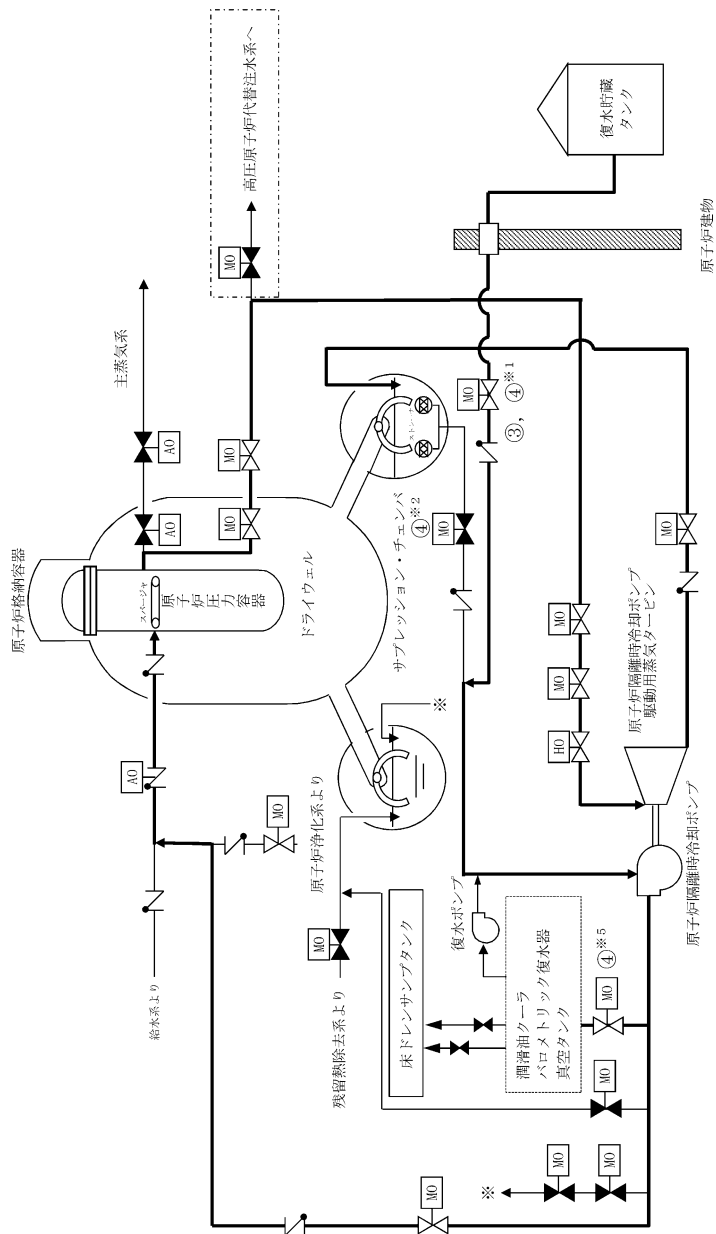 原子炉格納容器
主蒸気系
高圧原子炉代替注水系へ
AO
AO
MO
MO
MO
スパージャ
原子炉圧力容器
ドライウェル
AO
MO
給水系より
原子炉浄化系より
MO
残留熱除去系より
※
サプレッション・チェンバ
ストレーナ
④※2
MO
MO
③,
④※1
復水貯蔵
タンク
原子炉建物
床ドレンサンプタンク
復水ポンプ
潤滑油クーラ
バロメトリック復水器
真空タンク
④※5
MO
MO
MO
MO
※
MO
HO
MO
MO
MO
原子炉隔離時冷却ポンプ
駆動用蒸気タービン
原子炉隔離時冷却ポンプ